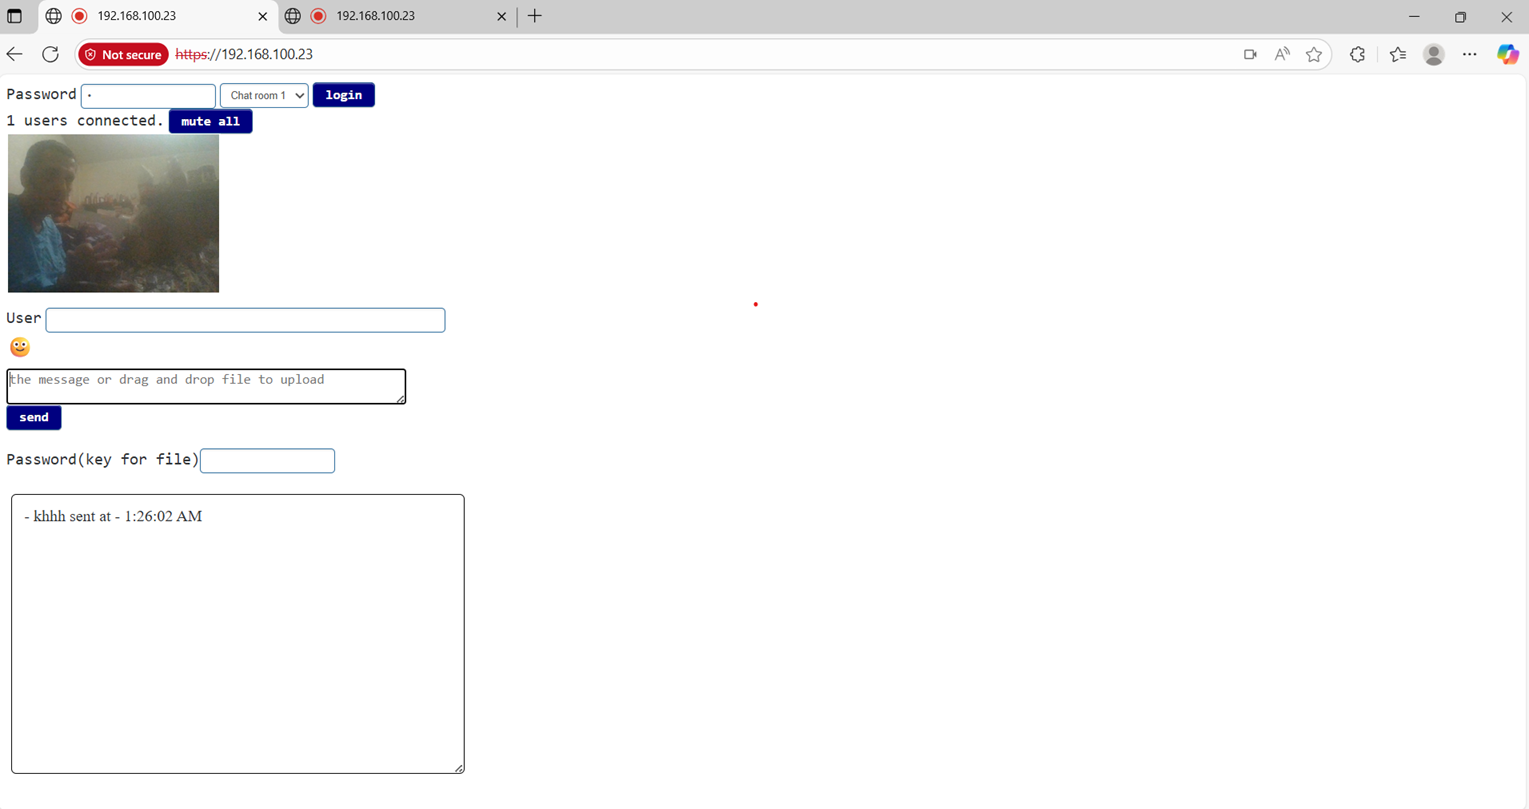 192.168.100.23
192.168.100.23
Not secure https://192.168.100.23
Password Chat room 1 login
1 users connected. mute all
User
the message or drag and drop file to upload
send
Password(key for file)
- khhh sent at - 1:26:02 AM